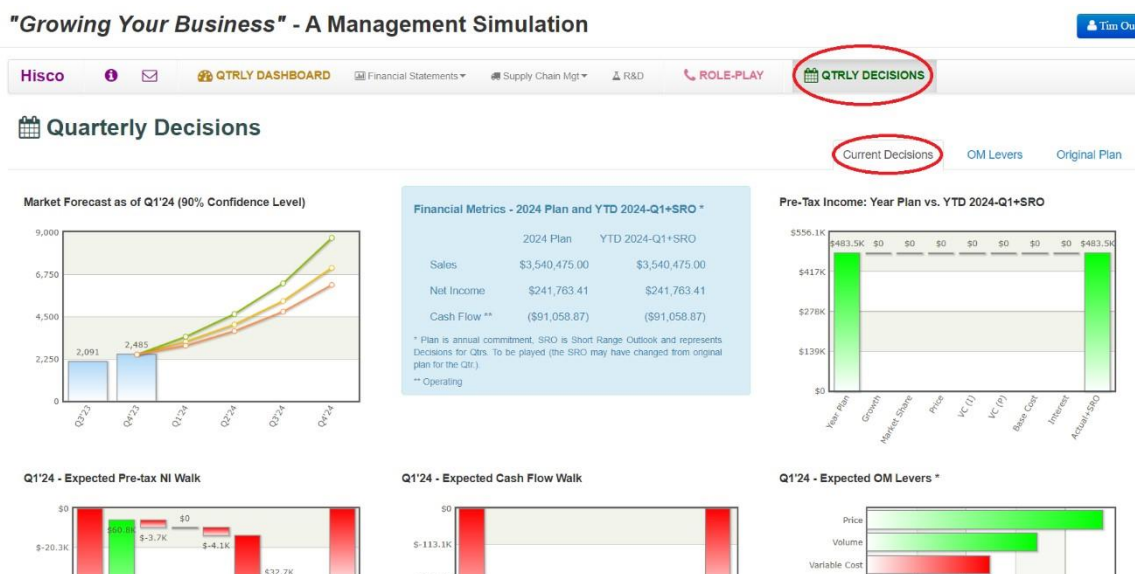 "Growing Your Business" - A Management Simulation
Tim Ou
Hisco QTRLY DASHBOARD Financial Statements Supply Chain Mgt R&D ROLE-PLAY QTRLY DECISIONS
Quarterly Decisions
Current Decisions OM Levers Original Plan
Market Forecast as of Q1'24 (90% Confidence Level)
9,000
6,750
4,500
2,250
0
2,091
2,485
Q3'23 Q4'23 Q1'24 Q2'24 Q3'24 Q4'24
Financial Metrics - 2024 Plan and YTD 2024-Q1+SRO *
2024 Plan YTD 2024-Q1+SRO
Sales $3,540,475.00 $3,540,475.00
Net Income $241,763.41 $241,763.41
Cash Flow ** ($91,058.87) ($91,058.87)
* Plan is annual commitment, SRO is Short Range Outlook and represents
Decisions for Qtrs. To be played (the SRO may have changed from original
plan for the Qtr.)
** Operating
Pre-Tax Income: Year Plan vs. YTD 2024-Q1+SRO
$556.1K
$417K
$278K
$139K
$0
$483.5K $0 $0 $0 $0 $0 $0 $483.5K
Year Plan Growth Market Share Price VC (I) VC (P) Base Cost Interest Actual+SRO
Q1'24 - Expected Pre-tax NI Walk
$0
$-20.3K
$60.8K
$-3.7K
$0
$-4.1K
$32.7K
Q1'24 - Expected Cash Flow Walk
$0
$-113.1K
Q1'24 - Expected OM Levers *
Price
Volume
Variable Cost